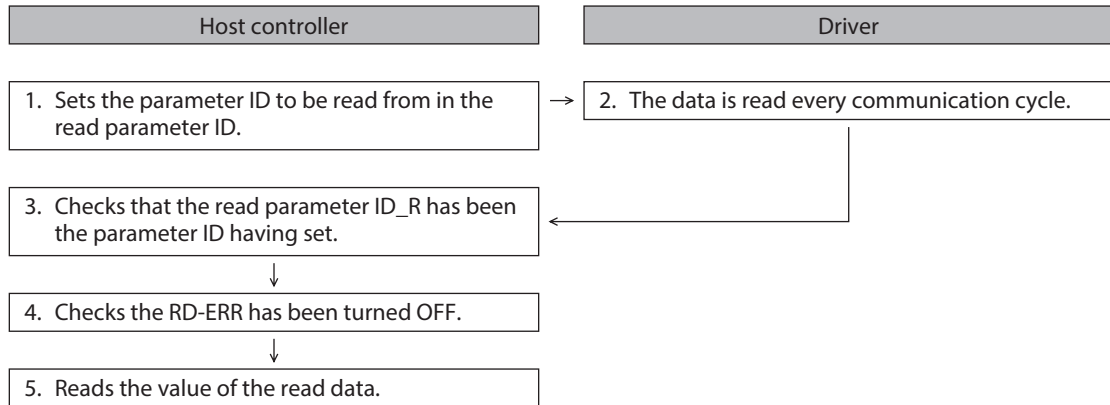 Host controller
Driver
1. Sets the parameter ID to be read from in the
read parameter ID.
2. The data is read every communication cycle.
3. Checks that the read parameter ID_R has been
the parameter ID having set.
4. Checks the RD-ERR has been turned OFF.
5. Reads the value of the read data.